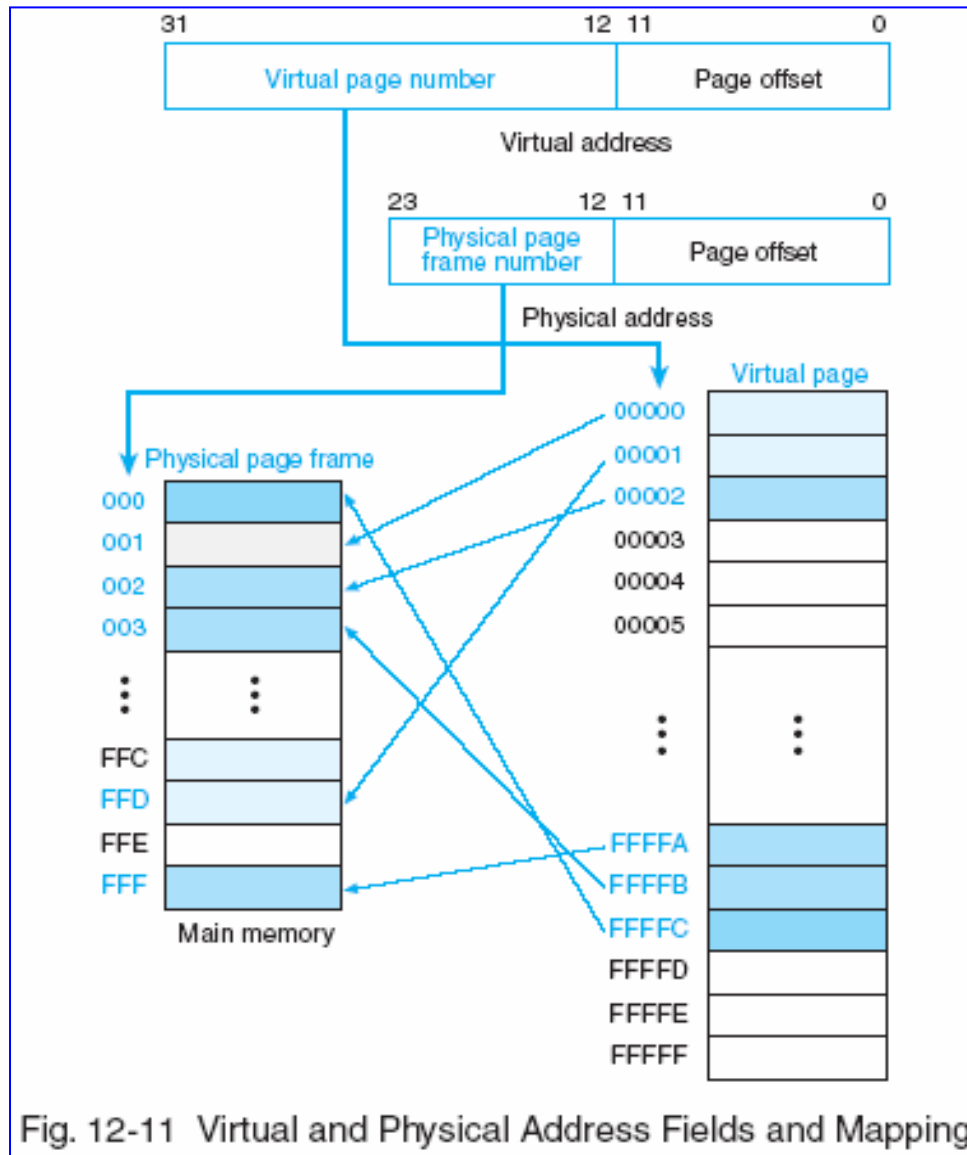 31 12 11 0
Virtual page number Page offset
Virtual address
23 12 11 0
Physical page
frame number
Page offset
Physical address
Virtual page
00000
00001
00002
00003
00004
00005
FFFFA
FFFFB
FFFFC
FFFFD
FFFFE
FFFFF
Physical page frame
000
001
002
003
FFC
FFD
FFE
FFF
Main memory
Fig. 12-11 Virtual and Physical Address Fields and Mapping